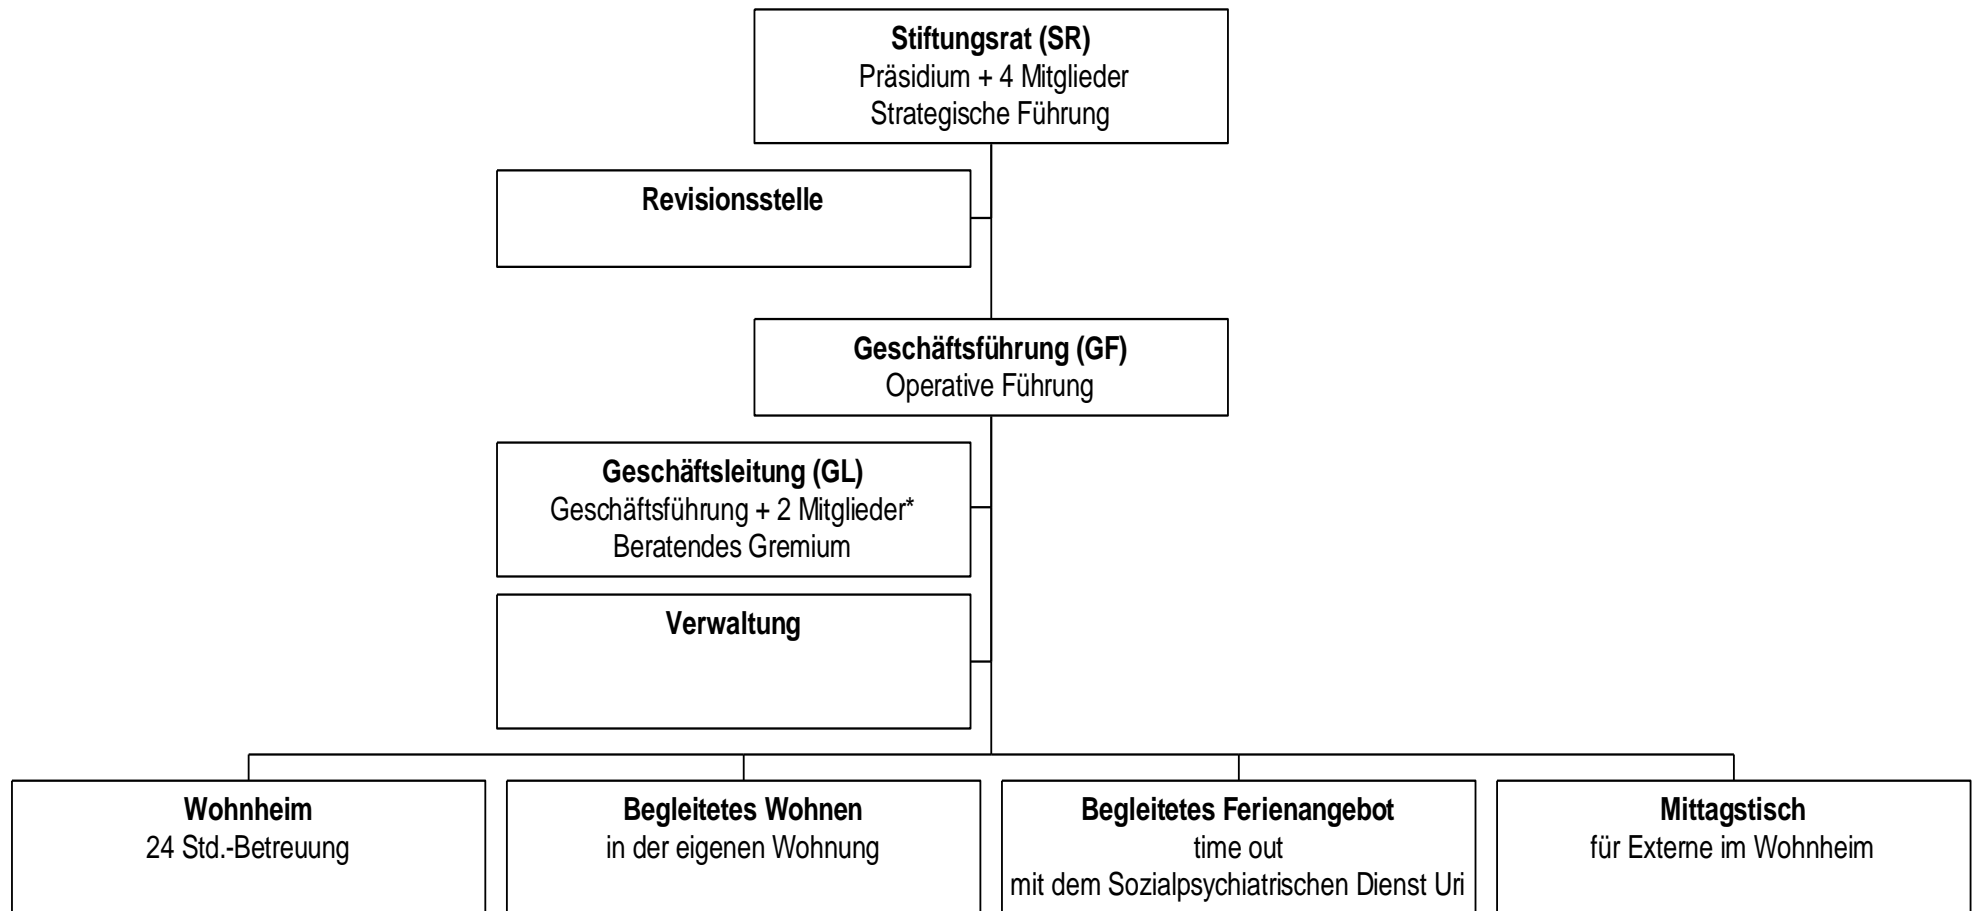 Stiftungsrat (SR)
Präsidium + 4 Mitglieder
Strategische Führung
Revisionsstelle
Geschäftsführung (GF)
Operative Führung
Geschäftsleitung (GL)
Geschäftsführung + 2 Mitglieder*
Beratendes Gremium
Verwaltung
Wohnheim
24 Std.-Betreuung
Begleitetes Wohnen
in der eigenen Wohnung
Begleitetes Ferienangebot
time out
mit dem Sozialpsychiatrischen Dienst Uri
Mittagstisch
für Externe im Wohnheim